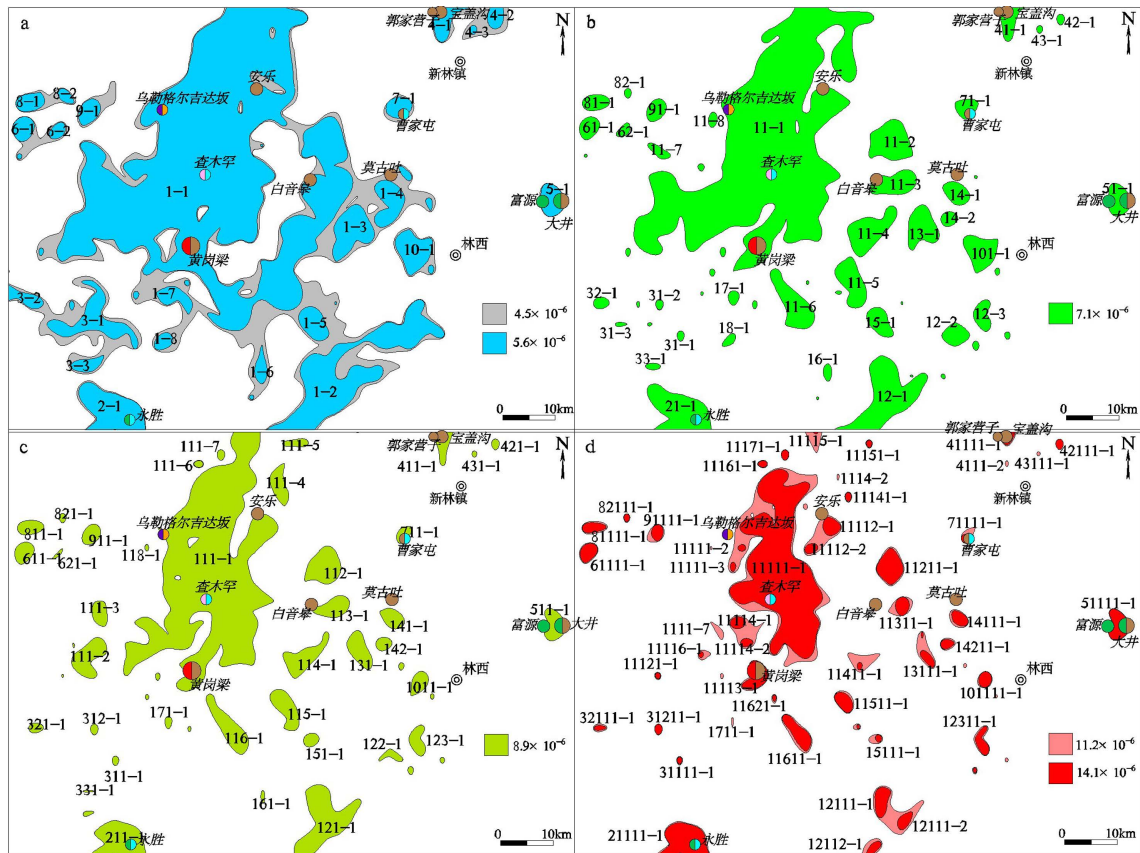 a
郭家营子
宝盖沟
4-1
4-2
4-3
N
新林镇
安乐
乌勒格尔吉达坂
8-1
8-2
9-1
6-1
6-2
7-1
曹家屯
查木罕
1-1
白音皋
莫古吐
1-4
5-1
富源
大井
1-3
10-1
林西
黄岗梁
3-2
1-7
3-1
1-5
1-8
3-3
1-6
1-2
2-1
永胜
4.5× 10⁻⁶
5.6× 10⁻⁶
0
10km
b
郭家营子
宝盖沟
41-1
42-1
43-1
N
新林镇
安乐
乌勒格尔吉达坂
82-1
81-1
91-1
61-1
62-1
11-8
11-1
11-7
71-1
曹家屯
11-2
查木罕
白音皋
11-3
莫古吐
14-1
14-2
51-1
富源
大井
11-4
13-1
101-1
林西
黄岗梁
11-5
32-1
31-2
17-1
11-6
31-3
31-1
18-1
15-1
12-2
12-3
33-1
16-1
12-1
21-1
永胜
7.1× 10⁻⁶
0
10km
c
111-7
111-5
111-6
111-4
郭家营子
宝盖沟
411-1
421-1
431-1
N
新林镇
安乐
乌勒格尔吉达坂
821-1
811-1
911-1
611-1
621-1
118-1
111-1
711-1
曹家屯
112-1
查木罕
111-3
白音皋
113-1
莫古吐
141-1
142-1
511-1
富源
大井
111-2
114-1
131-1
1011-1
林西
黄岗梁
321-1
312-1
171-1
116-1
115-1
151-1
122-1
123-1
311-1
331-1
161-1
121-1
211-1
永胜
8.9× 10⁻⁶
0
10km
d
11171-1
11115-1
11161-1
11151-1
1114-2
11141-1
郭家营子
宝盖沟
41111-1
4111-2
42111-1
43111-1
N
新林镇
安乐
乌勒格尔吉达坂
82111-1
81111-1
91111-1
61111-1
11111-2
11111-3
11112-1
11112-2
11111-1
71111-1
曹家屯
11211-1
查木罕
白音皋
11311-1
莫古吐
14111-1
14211-1
51111-1
富源
大井
1111-7
11114-1
11116-1
11114-2
11121-1
11113-1
黄岗梁
11411-1
13111-1
101111-1
林西
11621-1
11511-1
32111-1
31211-1
1711-1
11611-1
15111-1
12311-1
31111-1
12111-1
12111-2
12112-1
21111-1
永胜
11.2× 10⁻⁶
14.1× 10⁻⁶
0
10km